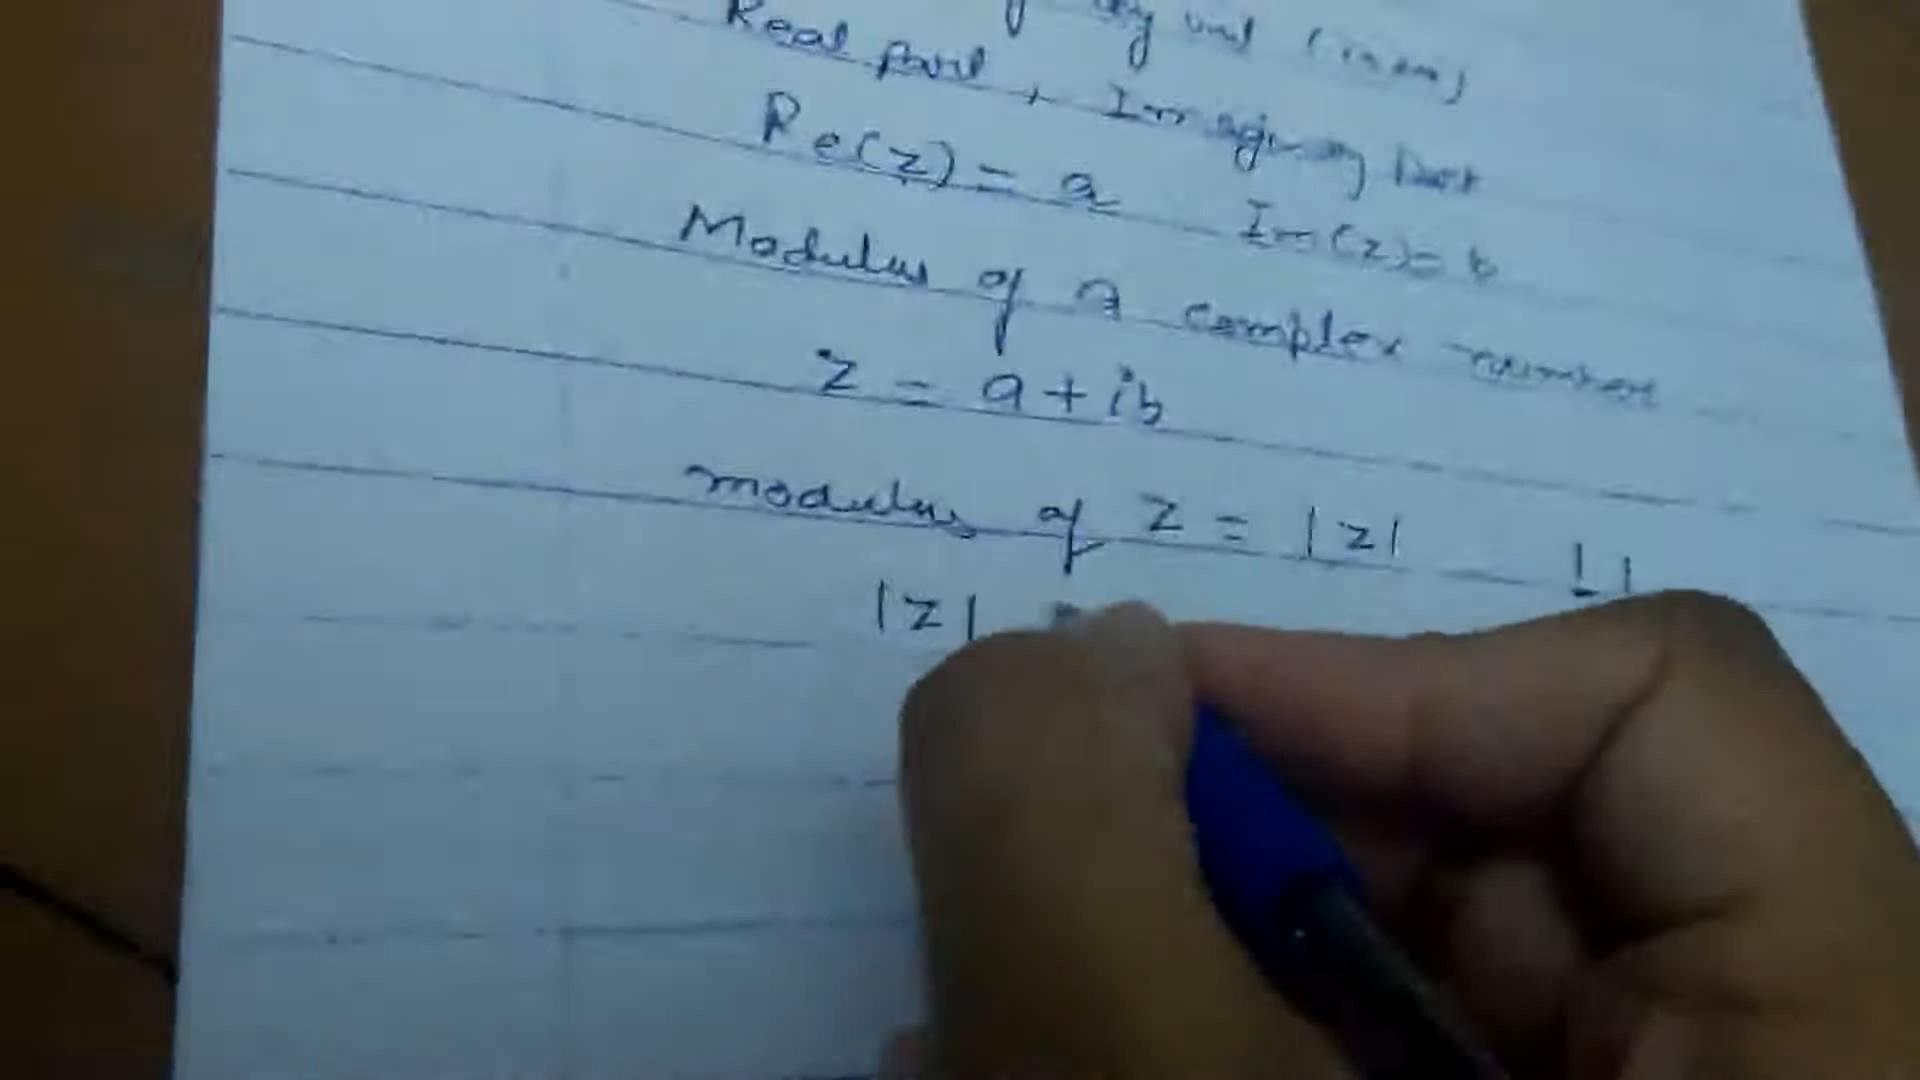 Real Part + Imaginary Part
Re(z) = a Im(z) = b
Modulus of a complex number
z = a + ib
modulus of z = |z| | |
|z| =